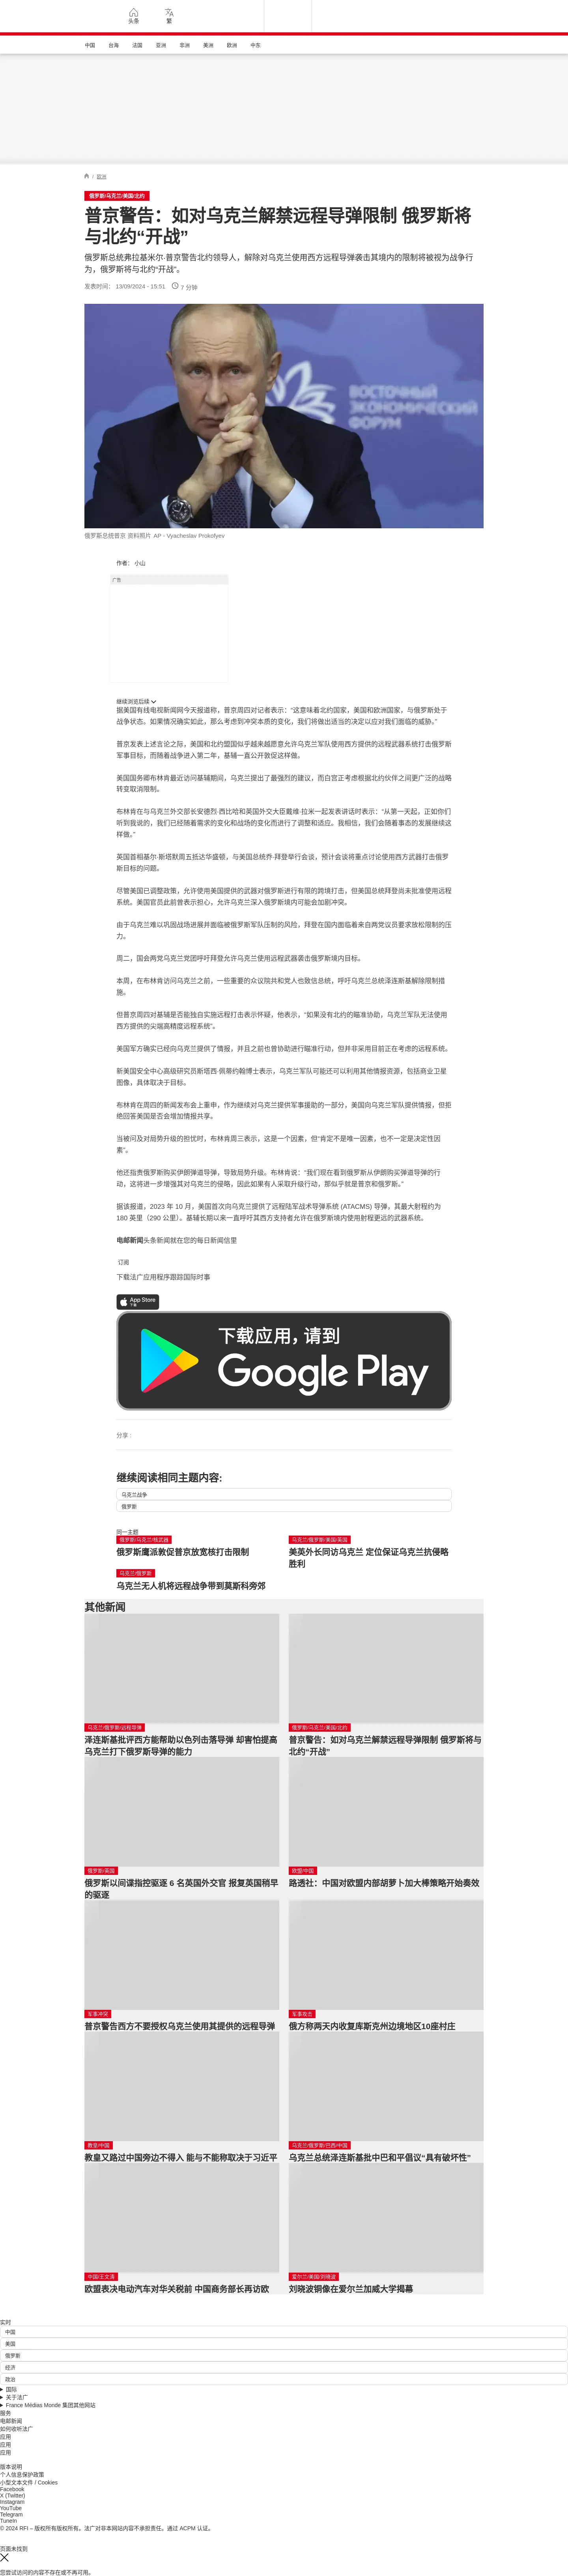 头条
繁
中国
台海
法国
亚洲
非洲
美洲
欧洲
中东
/ 欧洲
俄罗斯/乌克兰/美国/北约
普京警告：如对乌克兰解禁远程导弹限制 俄罗斯将
与北约“开战”
俄罗斯总统弗拉基米尔·普京警告北约领导人，解除对乌克兰使用西方远程导弹袭击其境内的限制将被视为战争行
为，俄罗斯将与北约“开战”。
发表时间： 13/09/2024 - 15:51
7 分钟
ВОСТОЧНЫЙ
ЭКОНОМИЧЕСКИЙ
ФОРУМ
俄罗斯总统普京 资料照片 AP - Vyacheslav Prokofyev
作者： 小山
广告
继续浏览后续
据美国有线电视新闻网今天报道称，普京周四对记者表示：“这意味着北约国家，美国和欧洲国家，与俄罗斯处于
战争状态。如果情况确实如此，那么考虑到冲突本质的变化，我们将做出适当的决定以应对我们面临的威胁。”
普京发表上述言论之际，美国和北约盟国似乎越来越愿意允许乌克兰军队使用西方提供的远程武器系统打击俄罗斯
军事目标，而随着战争进入第二年，基辅一直公开敦促这样做。
美国国务卿布林肯最近访问基辅期间，乌克兰提出了最强烈的建议，而白宫正考虑根据北约伙伴之间更广泛的战略
转变取消限制。
布林肯在与乌克兰外交部长安德烈·西比哈和英国外交大臣戴维·拉米一起发表讲话时表示：“从第一天起，正如你们
听到我说的，我们已经随着需求的变化和战场的变化而进行了调整和适应。我相信，我们会随着事态的发展继续这
样做。”
英国首相基尔·斯塔默周五抵达华盛顿，与美国总统乔·拜登举行会谈，预计会谈将重点讨论使用西方武器打击俄罗
斯目标的问题。
尽管美国已调整政策，允许使用美国提供的武器对俄罗斯进行有限的跨境打击，但美国总统拜登尚未批准使用远程
系统。美国官员此前曾表示担心，允许乌克兰深入俄罗斯境内可能会加剧冲突。
由于乌克兰难以巩固战场进展并面临被俄罗斯军队压制的风险，拜登在国内面临着来自两党议员要求放松限制的压
力。
周二，国会两党乌克兰党团呼吁拜登允许乌克兰使用远程武器袭击俄罗斯境内目标。
本周，在布林肯访问乌克兰之前，一些重要的众议院共和党人也致信总统，呼吁乌克兰总统泽连斯基解除限制措
施。
但普京周四对基辅是否能独自实施远程打击表示怀疑，他表示，“如果没有北约的瞄准协助，乌克兰军队无法使用
西方提供的尖端高精度远程系统”。
美国军方确实已经向乌克兰提供了情报，并且之前也曾协助进行瞄准行动，但并非采用目前正在考虑的远程系统。
新美国安全中心高级研究员斯塔西·佩蒂约翰博士表示，乌克兰军队可能还可以利用其他情报资源，包括商业卫星
图像，具体取决于目标。
布林肯在周四的新闻发布会上重申，作为继续对乌克兰提供军事援助的一部分，美国向乌克兰军队提供情报，但拒
绝回答美国是否会增加情报共享。
当被问及对局势升级的担忧时，布林肯周三表示，这是一个因素，但“肯定不是唯一因素，也不一定是决定性因
素”。
他还指责俄罗斯购买伊朗弹道导弹，导致局势升级。布林肯说：“我们现在看到俄罗斯从伊朗购买弹道导弹的行
动，这将进一步增强其对乌克兰的侵略，因此如果有人采取升级行动，那似乎就是普京和俄罗斯。”
据该报道，2023 年 10 月，美国首次向乌克兰提供了远程陆军战术导弹系统 (ATACMS) 导弹，其最大射程约为
180 英里（290 公里）。基辅长期以来一直呼吁其西方支持者允许在俄罗斯境内使用射程更远的武器系统。
电邮新闻头条新闻就在您的每日新闻信里
订阅
下载法广应用程序跟踪国际时事
App Store
下载
下载应用，请到
Google Play
分享 :
继续阅读相同主题内容:
乌克兰战争
俄罗斯
同一主题
俄罗斯/乌克兰/核武器
俄罗斯鹰派敦促普京放宽核打击限制
乌克兰/俄罗斯/美国/英国
美英外长同访乌克兰 定位保证乌克兰抗侵略
胜利
乌克兰/俄罗斯
乌克兰无人机将远程战争带到莫斯科旁郊
其他新闻
乌克兰/俄罗斯/远程导弹
泽连斯基批评西方能帮助以色列击落导弹 却害怕提高
乌克兰打下俄罗斯导弹的能力
俄罗斯/乌克兰/美国/北约
普京警告：如对乌克兰解禁远程导弹限制 俄罗斯将与
北约“开战”
俄罗斯/英国
俄罗斯以间谍指控驱逐 6 名英国外交官 报复英国稍早
的驱逐
欧盟/中国
路透社：中国对欧盟内部胡萝卜加大棒策略开始奏效
军事冲突
普京警告西方不要授权乌克兰使用其提供的远程导弹
军事攻击
俄方称两天内收复库斯克州边境地区10座村庄
教皇/中国
教皇又路过中国旁边不得入 能与不能称取决于习近平
乌克兰/俄罗斯/巴西/中国
乌克兰总统泽连斯基批中巴和平倡议“具有破坏性”
中国/王文涛
欧盟表决电动汽车对华关税前 中国商务部长再访欧
爱尔兰/美国/刘晓波
刘晓波铜像在爱尔兰加威大学揭幕
实时
中国
美国
俄罗斯
经济
政治
国际
关于法广
France Médias Monde 集团其他网站
服务
电邮新闻
如何收听法广
应用
应用
应用
版本说明
个人信息保护政策
小型文本文件 / Cookies
Facebook
X (Twitter)
Instagram
YouTube
Telegram
TuneIn
© 2024 RFI – 版权所有版权所有。法广对非本网站内容不承担责任。通过 ACPM 认证。
页面未找到
您尝试访问的内容不存在或不再可用。